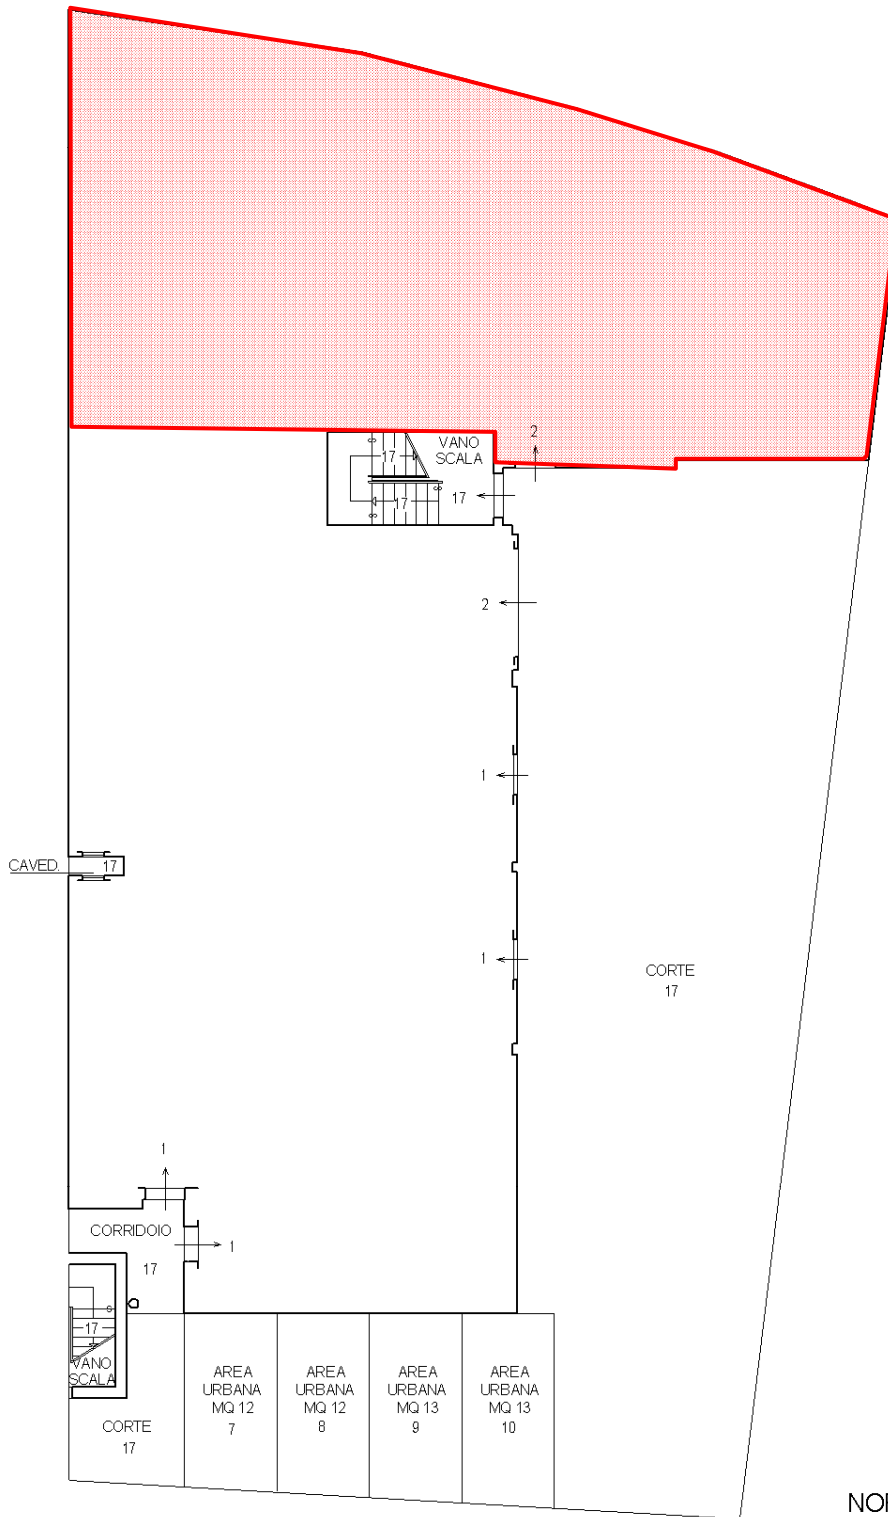 2
VANO
SCALA
17
17
17
2
1
CAVED.
17
1
CORTE
17
1
CORRIDOIO
1
17
17
VANO
SCALA
CORTE
17
AREA
URBANA
MQ 12
7
AREA
URBANA
MQ 12
8
AREA
URBANA
MQ 13
9
AREA
URBANA
MQ 13
10